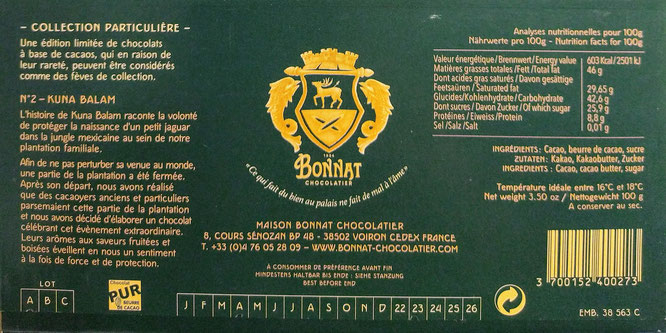 – COLLECTION PARTICULIÈRE –
Une édition limitée de chocolats
à base de cacaos, qui en raison de
leur rareté, peuvent être considérés
comme des fèves de collection.
N°2 – KUNA BALAM
L'histoire de Kuna Balam raconte la volonté
de protéger la naissance d'un petit jaguar
dans la jungle mexicaine au sein de notre
plantation familiale.
Afin de ne pas perturber sa venue au monde,
une partie de la plantation a été fermée.
Après son départ, nous avons réalisé
que des cacaoyers anciens et particuliers
parsemaient cette partie de la plantation
et nous avons décidé d'élaborer un chocolat
célébrant cet évènement extraordinaire.
Leurs arômes aux saveurs fruitées et
boisées éveillent en nous un sentiment
à la fois de force et de protection.
LOT
A B C
Chocolat
PUR
BEURRE
DE CACAO
1884
BONNAT
CHOCOLATIER
«Ce qui fait du bien au palais ne fait de mal à l'âme»
MAISON BONNAT CHOCOLATIER
8, COURS SÉNOZAN BP 48 - 38502 VOIRON CEDEX FRANCE
T. +33 (0)4 76 05 28 09 – WWW.BONNAT-CHOCOLATIER.COM
À CONSOMMER DE PRÉFÉRENCE AVANT FIN
MINDESTENS HALTBAR BIS ENDE : SIEHE STANZUNG
BEST BEFORE END
J F M A M J J A S O N D 22 23 24 25 26
Analyses nutritionnelles pour 100g
Nährwerte pro 100g - Nutrition facts for 100g
Valeur énergétique / Brennwert / Energy value 603 Kcal / 2501 kJ
Matières grasses totales / Fett / Total fat 46 g
Dont acides gras saturés / Davon gesättige
Feetsaüren / Saturated fat 29,65 g
Glucides / Kohlenhydrate / Carbohydrate 42,6 g
Dont sucres / Davon Zucker / Of which sugar 25,9 g
Protéines / Eiweiss / Protein 8,8 g
Sel / Salz / Salt 0,01 g
INGRÉDIENTS : Cacao, beurre de cacao, sucre
ZUTATEN : Kakao, Kakaobutter, Zucker
INGREDIENTS : Cacao, cacao butter, sugar
Température idéale entre 16°C et 18°C
Net weight 3.50 oz / Nettogewicht 100 g
A conserver au sec.
3 700152 400273
EMB. 38 563 C